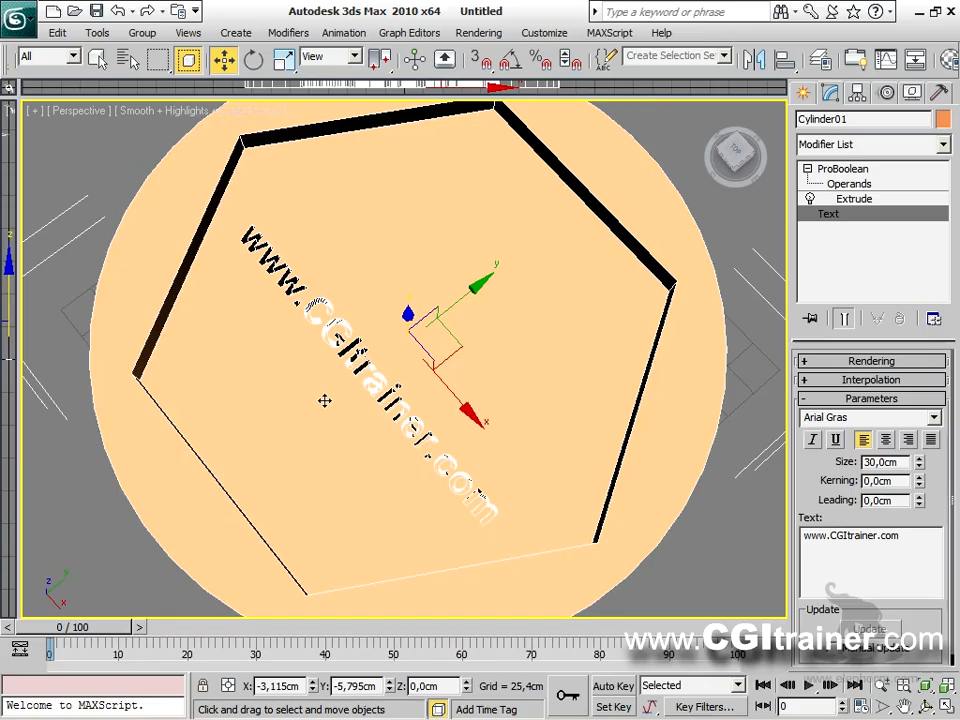 Autodesk 3ds Max 2010 x64 Untitled
Type a keyword or phrase
Edit Tools Group Views Create Modifiers Animation Graph Editors Rendering Customize MAXScript Help
All
View
3
Create Selection Se
[ + ] [ Perspective ] [ Smooth + Highlights
TOP
Cylinder01
Modifier List
ProBoolean
Operands
Extrude
Text
Rendering
Interpolation
Parameters
Arial Gras
Size: 30,0cm
Kerning: 0,0cm
Leading: 0,0cm
Text:
www.CGItrainer.com
Update
Update
Manual Update
www.CGItrainer.com
y
x
z
y
x
0 / 100
0 10 20 30 40 50 60 70 80 90 100
www.CGItrainer.com
X: -3,115cm Y: -5,795cm Z: 0,0cm Grid = 25,4cm
Auto Key Selected
Welcome to MAXScript.
Click and drag to select and move objects
Add Time Tag
Set Key Key Filters...
0